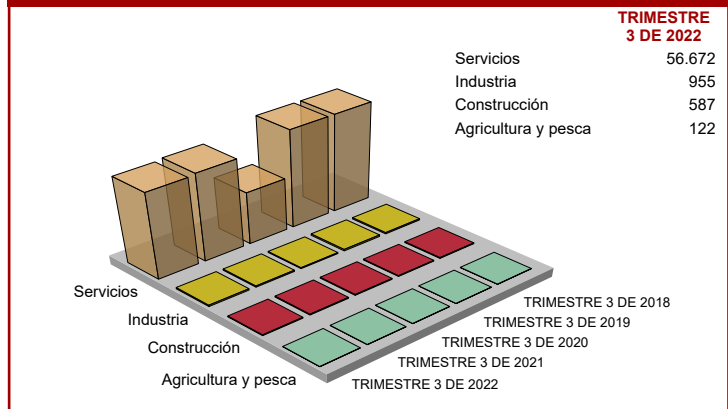 TRIMESTRE
3 DE 2022
Servicios 56.672
Industria 955
Construcción 587
Agricultura y pesca 122
Servicios
Industria
Construcción
Agricultura y pesca
TRIMESTRE 3 DE 2018
TRIMESTRE 3 DE 2019
TRIMESTRE 3 DE 2020
TRIMESTRE 3 DE 2021
TRIMESTRE 3 DE 2022